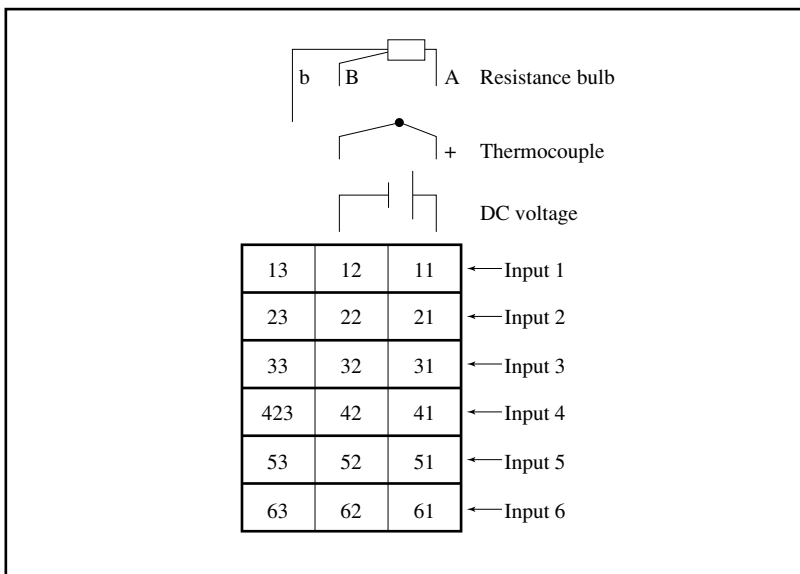 b B A Resistance bulb
+ Thermocouple
DC voltage
13 12 11 Input 1
23 22 21 Input 2
33 32 31 Input 3
423 42 41 Input 4
53 52 51 Input 5
63 62 61 Input 6